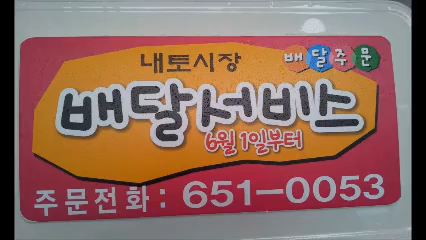 내토시장
배달주문
배달서비스
6월 1일부터
주문전화 : 651-0053